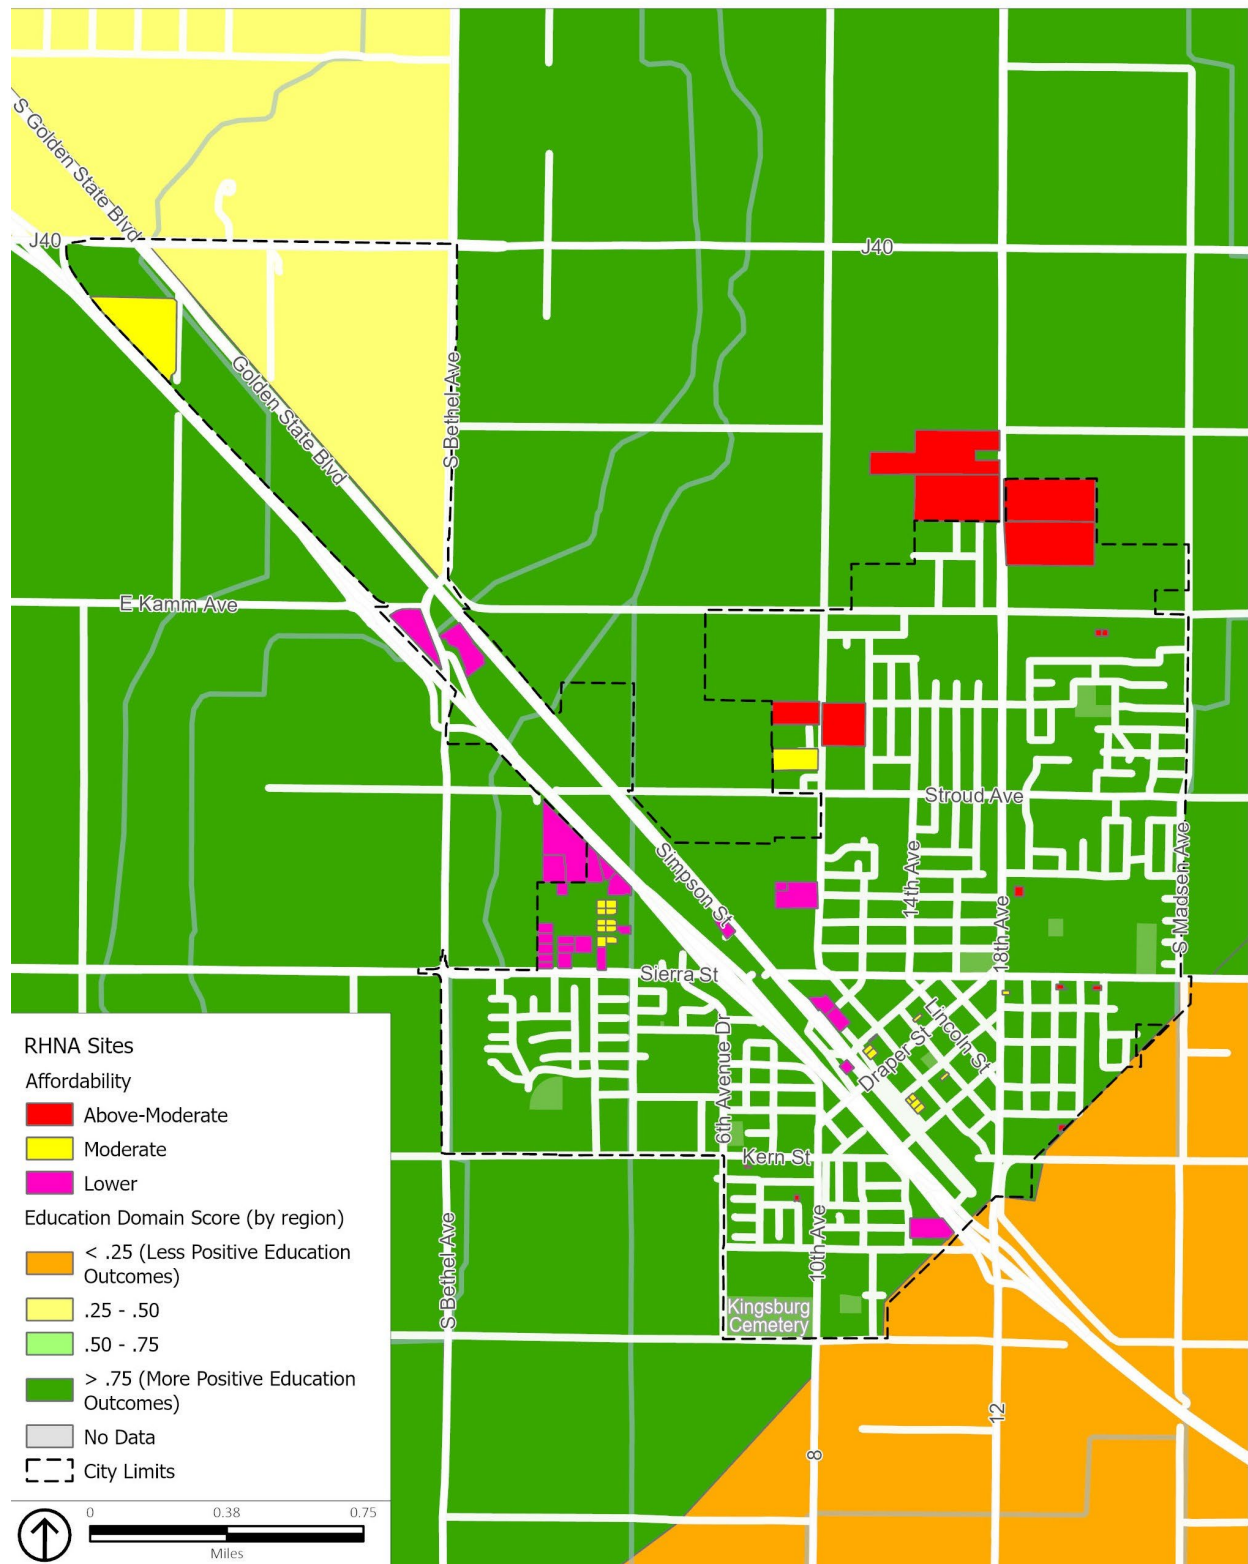 S Golden State Blvd
J40
J40
Golden State Blvd
S Bethel Ave
E Kamm Ave
Stroud Ave
Simpson St
14th Ave
18th Ave
S Madsen Ave
Sierra St
Lincoln St
Draper St
6th Avenue Dr
Kern St
10th Ave
S Bethel Ave
Kingsburg
Cemetery
12
8
RHNA Sites
Affordability
Above-Moderate
Moderate
Lower
Education Domain Score (by region)
< .25 (Less Positive Education
Outcomes)
.25 - .50
.50 - .75
> .75 (More Positive Education
Outcomes)
No Data
City Limits
0 0.38 0.75
Miles